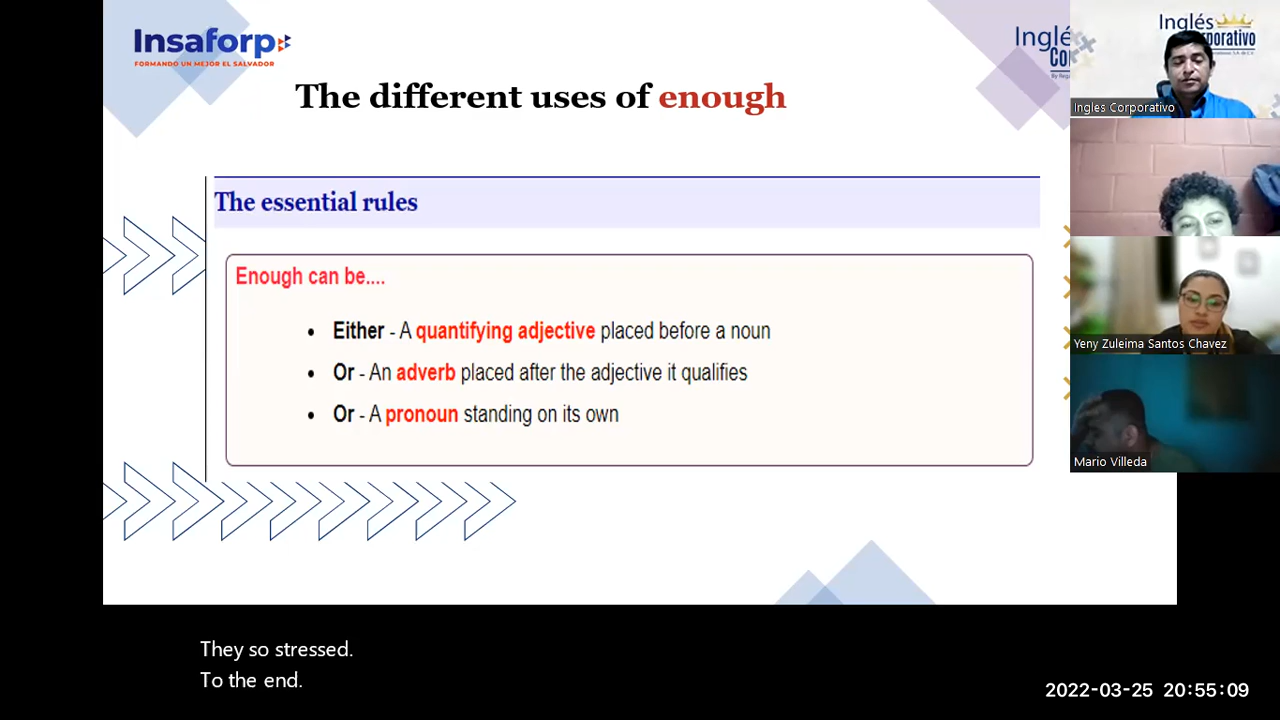 Insaforp
FORMANDO UN MEJOR EL SALVADOR
The different uses of enough
The essential rules
Enough can be....
• Either - A quantifying adjective placed before a noun
• Or - An adverb placed after the adjective it qualifies
• Or - A pronoun standing on its own
Inglés
Ingles Corporativo
Yeny Zuleima Santos Chavez
Mario Villeda
They so stressed.
To the end.
2022-03-25 20:55:09